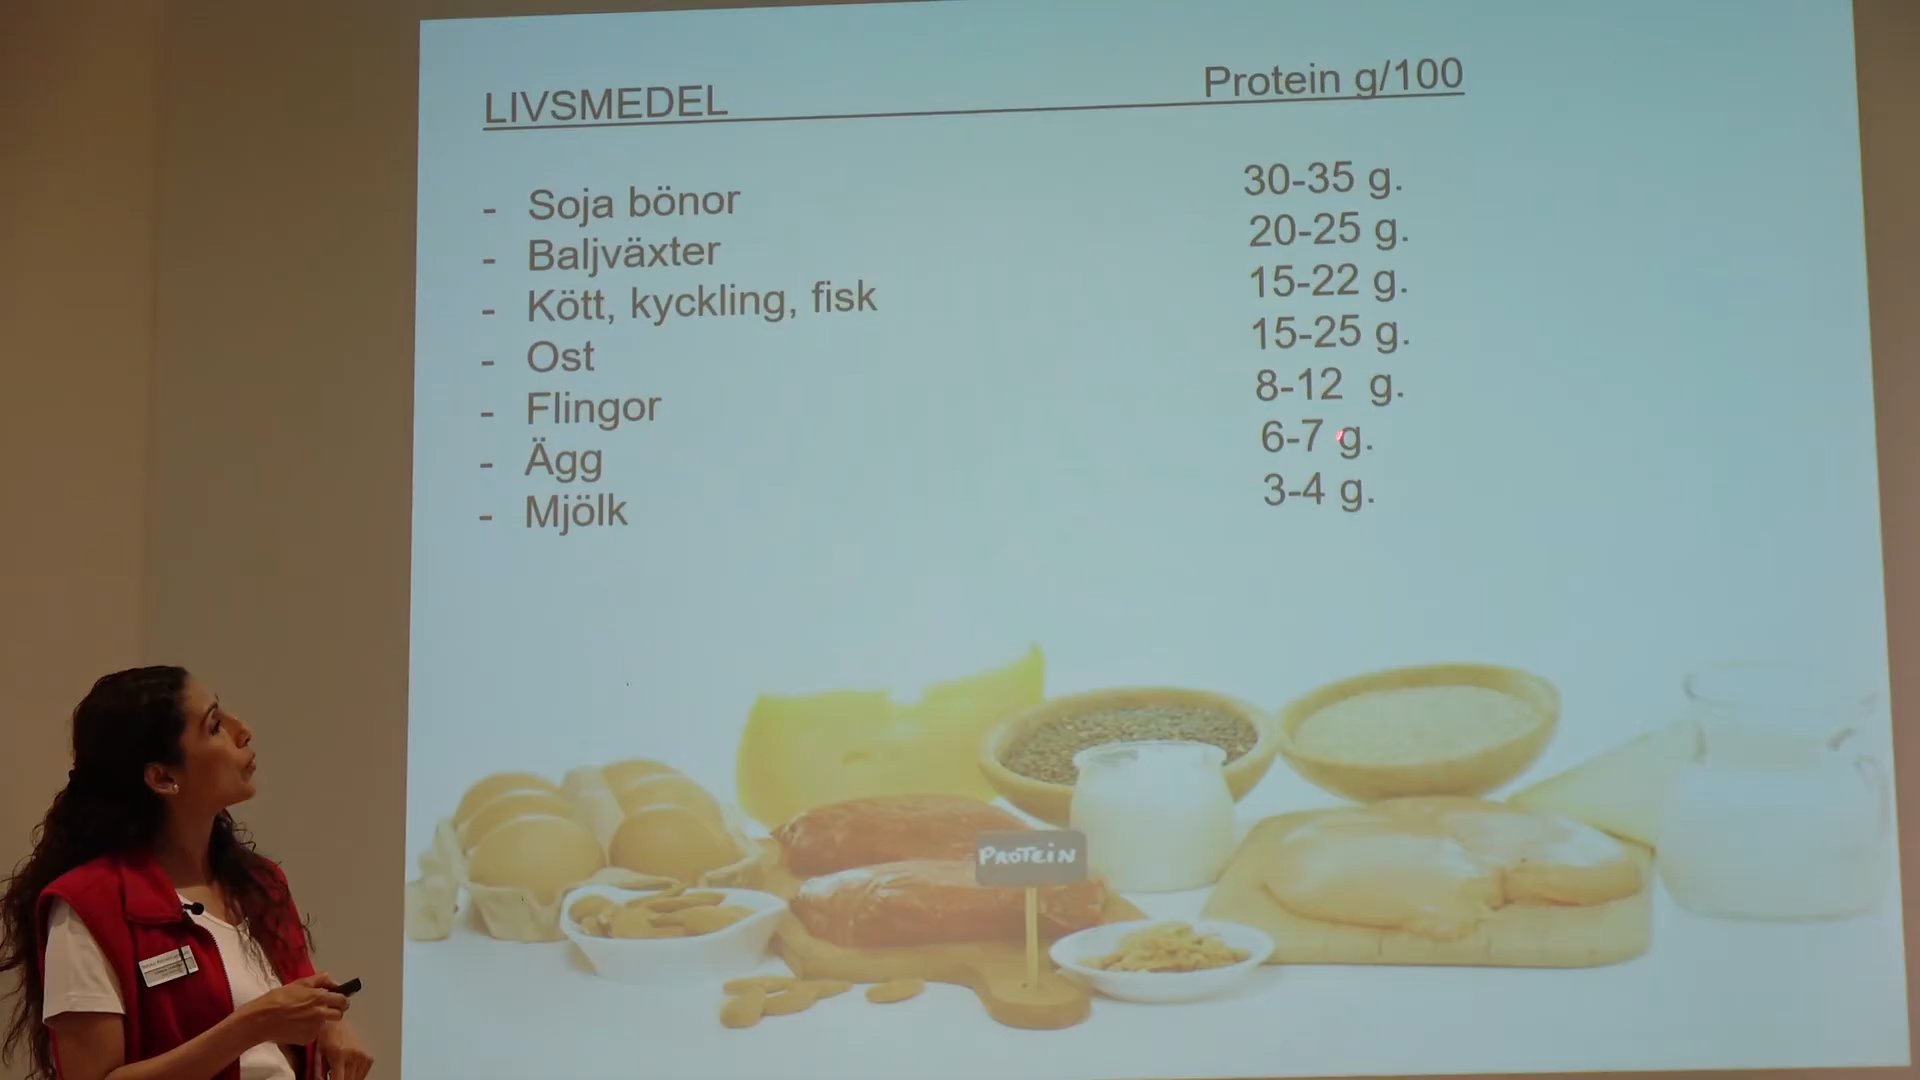 LIVSMEDEL Protein g/100
- Soja bönor 30-35 g.
- Baljväxter 20-25 g.
- Kött, kyckling, fisk 15-22 g.
- Ost 15-25 g.
- Flingor 8-12 g.
- Ägg 6-7 g.
- Mjölk 3-4 g.
PROTEIN